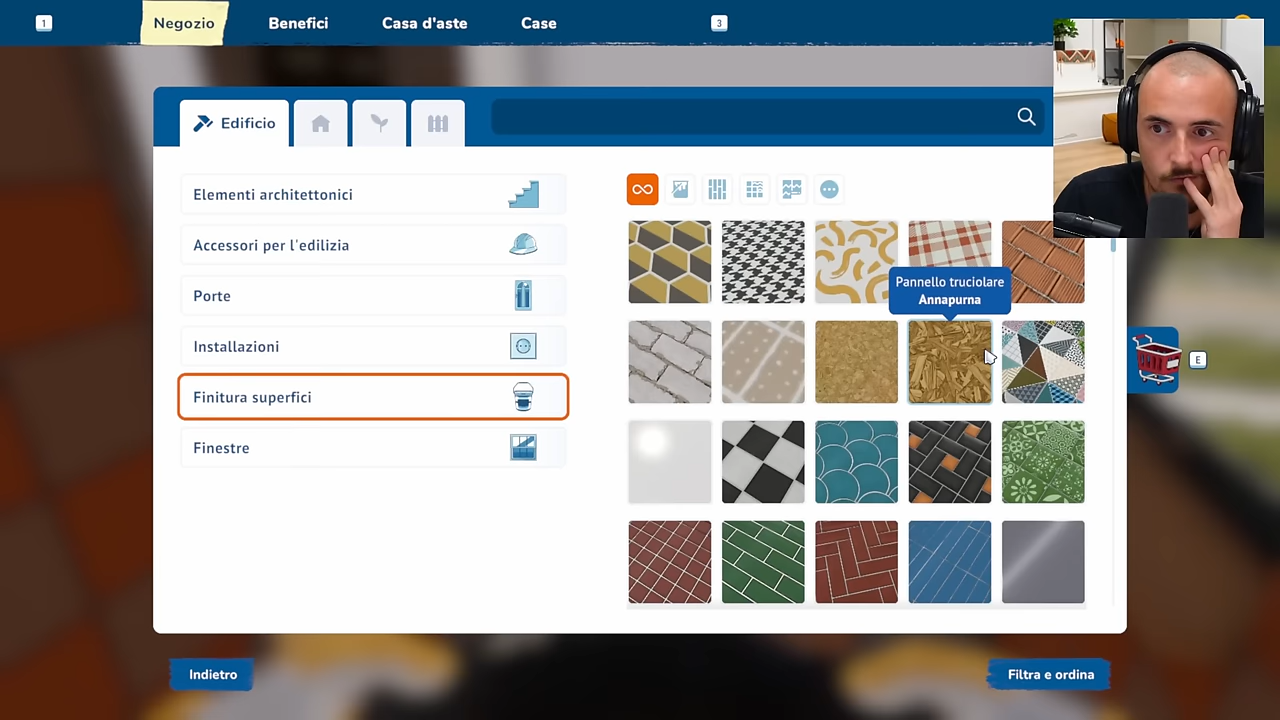 1
Negozio
Benefici
Casa d'aste
Case
3
Edificio
Elementi architettonici
Accessori per l'edilizia
Porte
Installazioni
Finitura superfici
Finestre
Pannello truciolare
Annapurna
E
Indietro
Filtra e ordina